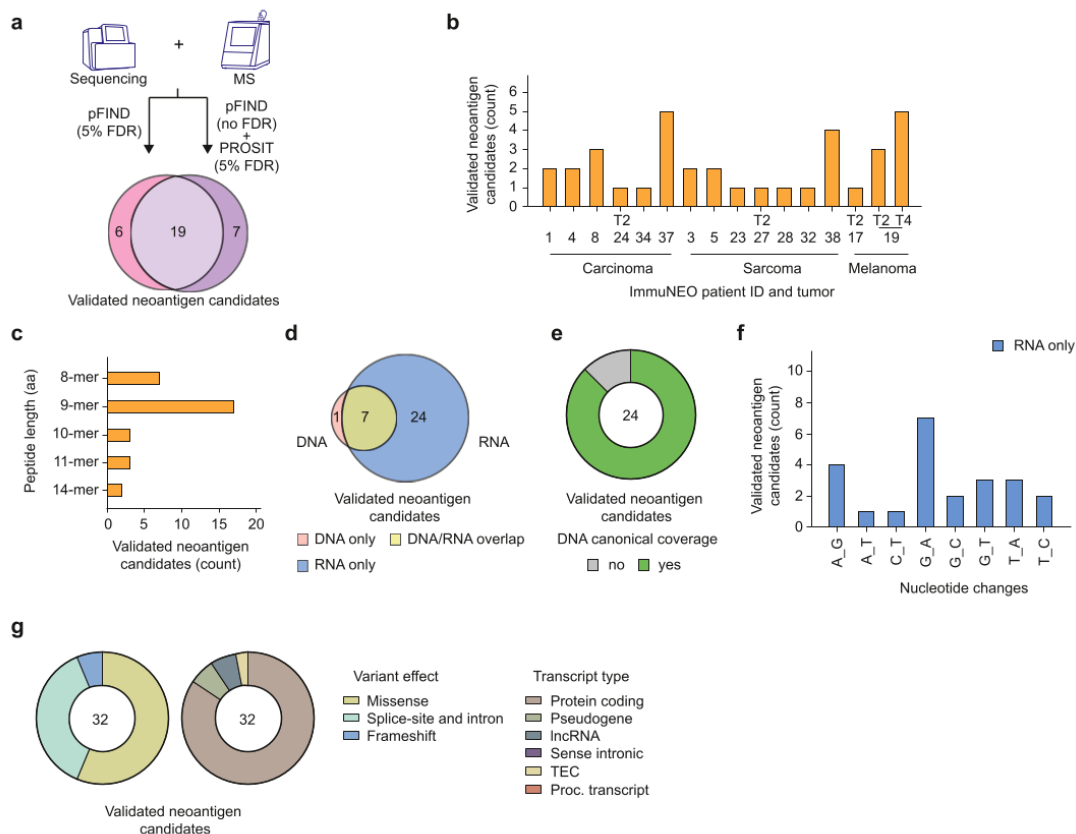 a
Sequencing
+
MS
pFIND
(5% FDR)
pFIND
(no FDR)
+
PROSIT
(5% FDR)
6
19
7
Validated neoantigen candidates
b
Validated neoantigen
candidates (count)
6
5
4
3
2
1
0
T2
T2
T2
T2 T4
1 4 8 24 34 37 3 5 23 27 28 32 38 17 19
Carcinoma
Sarcoma
Melanoma
ImmuNEO patient ID and tumor
c
Peptide length (aa)
8-mer
9-mer
10-mer
11-mer
14-mer
0 5 10 15 20
Validated neoantigen
candidates (count)
d
1
7
24
DNA
RNA
Validated neoantigen
candidates
DNA only
DNA/RNA overlap
RNA only
e
24
Validated neoantigen
candidates
DNA canonical coverage
no
yes
f
RNA only
Validated neoantigen
candidates (count)
10
8
6
4
2
0
A_G
A_T
C_T
G_A
G_C
G_T
T_A
T_C
Nucleotide changes
g
32
32
Validated neoantigen
candidates
Variant effect
Missense
Splice-site and intron
Frameshift
Transcript type
Protein coding
Pseudogene
lncRNA
Sense intronic
TEC
Proc. transcript